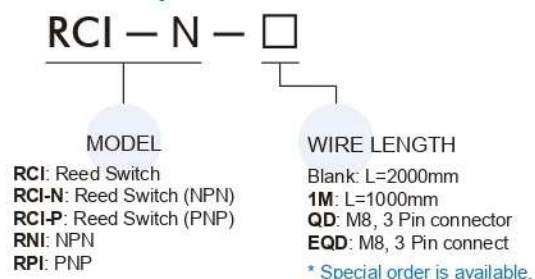 RCI — N — □
MODEL
RCI: Reed Switch
RCI-N: Reed Switch (NPN)
RCI-P: Reed Switch (PNP)
RNI: NPN
RPI: PNP
WIRE LENGTH
Blank: L=2000mm
1M: L=1000mm
QD: M8, 3 Pin connector
EQD: M8, 3 Pin connect
* Special order is available.